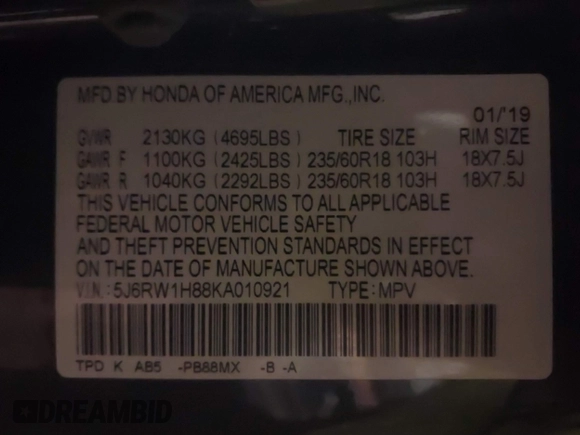 MFD.BY HONDA OF AMERICA MFG.,INC.
01/'19
GVWR 2130KG (4695LBS) TIRE SIZE RIM SIZE
GAWR F 1100KG (2425LBS) 235/60R18 103H 18X7.5J
GAWR R 1040KG (2292LBS) 235/60R18 103H 18X7.5J
THIS VEHICLE CONFORMS TO ALL APPLICABLE
FEDERAL MOTOR VEHICLE SAFETY
AND THEFT PREVENTION STANDARDS IN EFFECT
ON THE DATE OF MANUFACTURE SHOWN ABOVE.
V.I.N.: 5J6RW1H88KA010921 TYPE:MPV
TPD K AB5 -PB88MX -B -A
DREAMBID